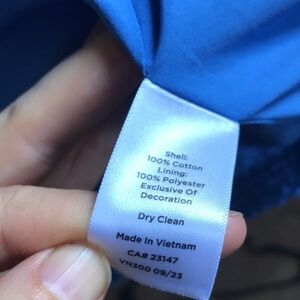 Shell:
100% Cotton
Lining:
100% Polyester
Exclusive Of
Decoration
Dry Clean
Made In Vietnam
CA# 23147
VN300 09/23